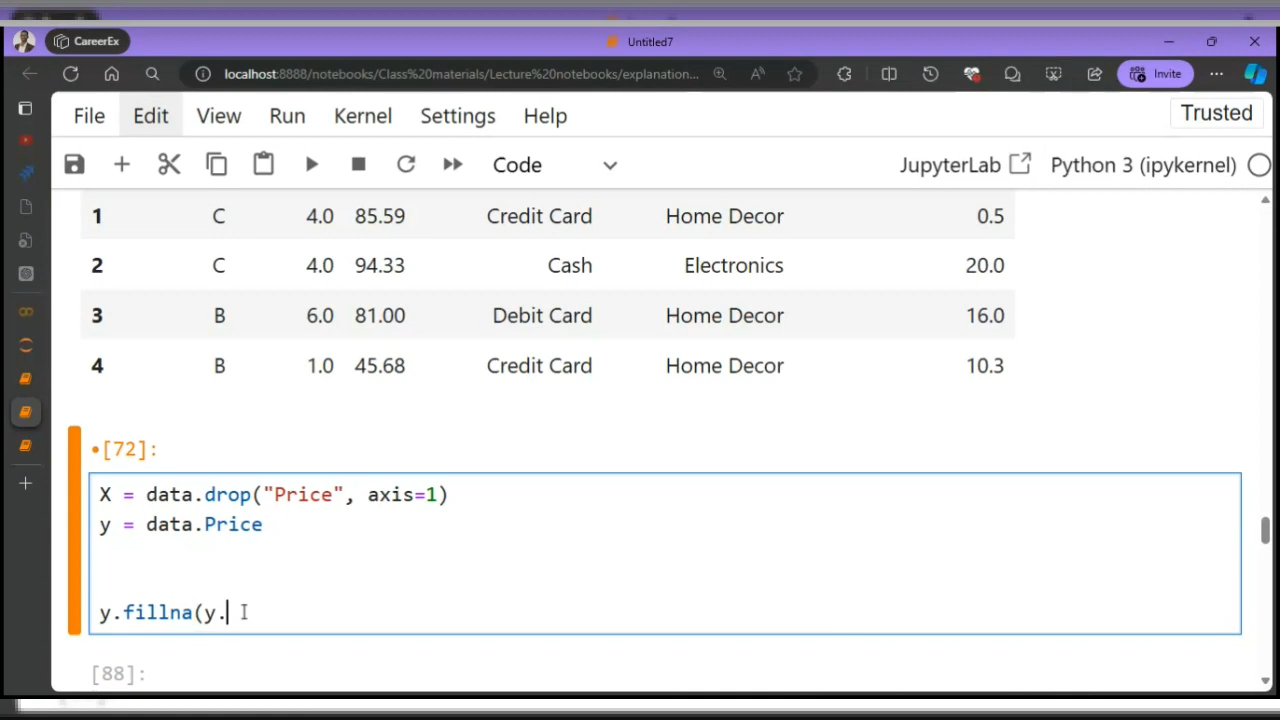 CareerEx
Untitled7
localhost:8888/notebooks/Class%20materials/Lecture%20notebooks/explanation...
Invite
File Edit View Run Kernel Settings Help
Trusted
Code
JupyterLab
Python 3 (ipykernel)
1 C 4.0 85.59 Credit Card Home Decor 0.5
2 C 4.0 94.33 Cash Electronics 20.0
3 B 6.0 81.00 Debit Card Home Decor 16.0
4 B 1.0 45.68 Credit Card Home Decor 10.3
•[72]:
X = data.drop("Price", axis=1)
y = data.Price
y.fillna(y.
[88]: